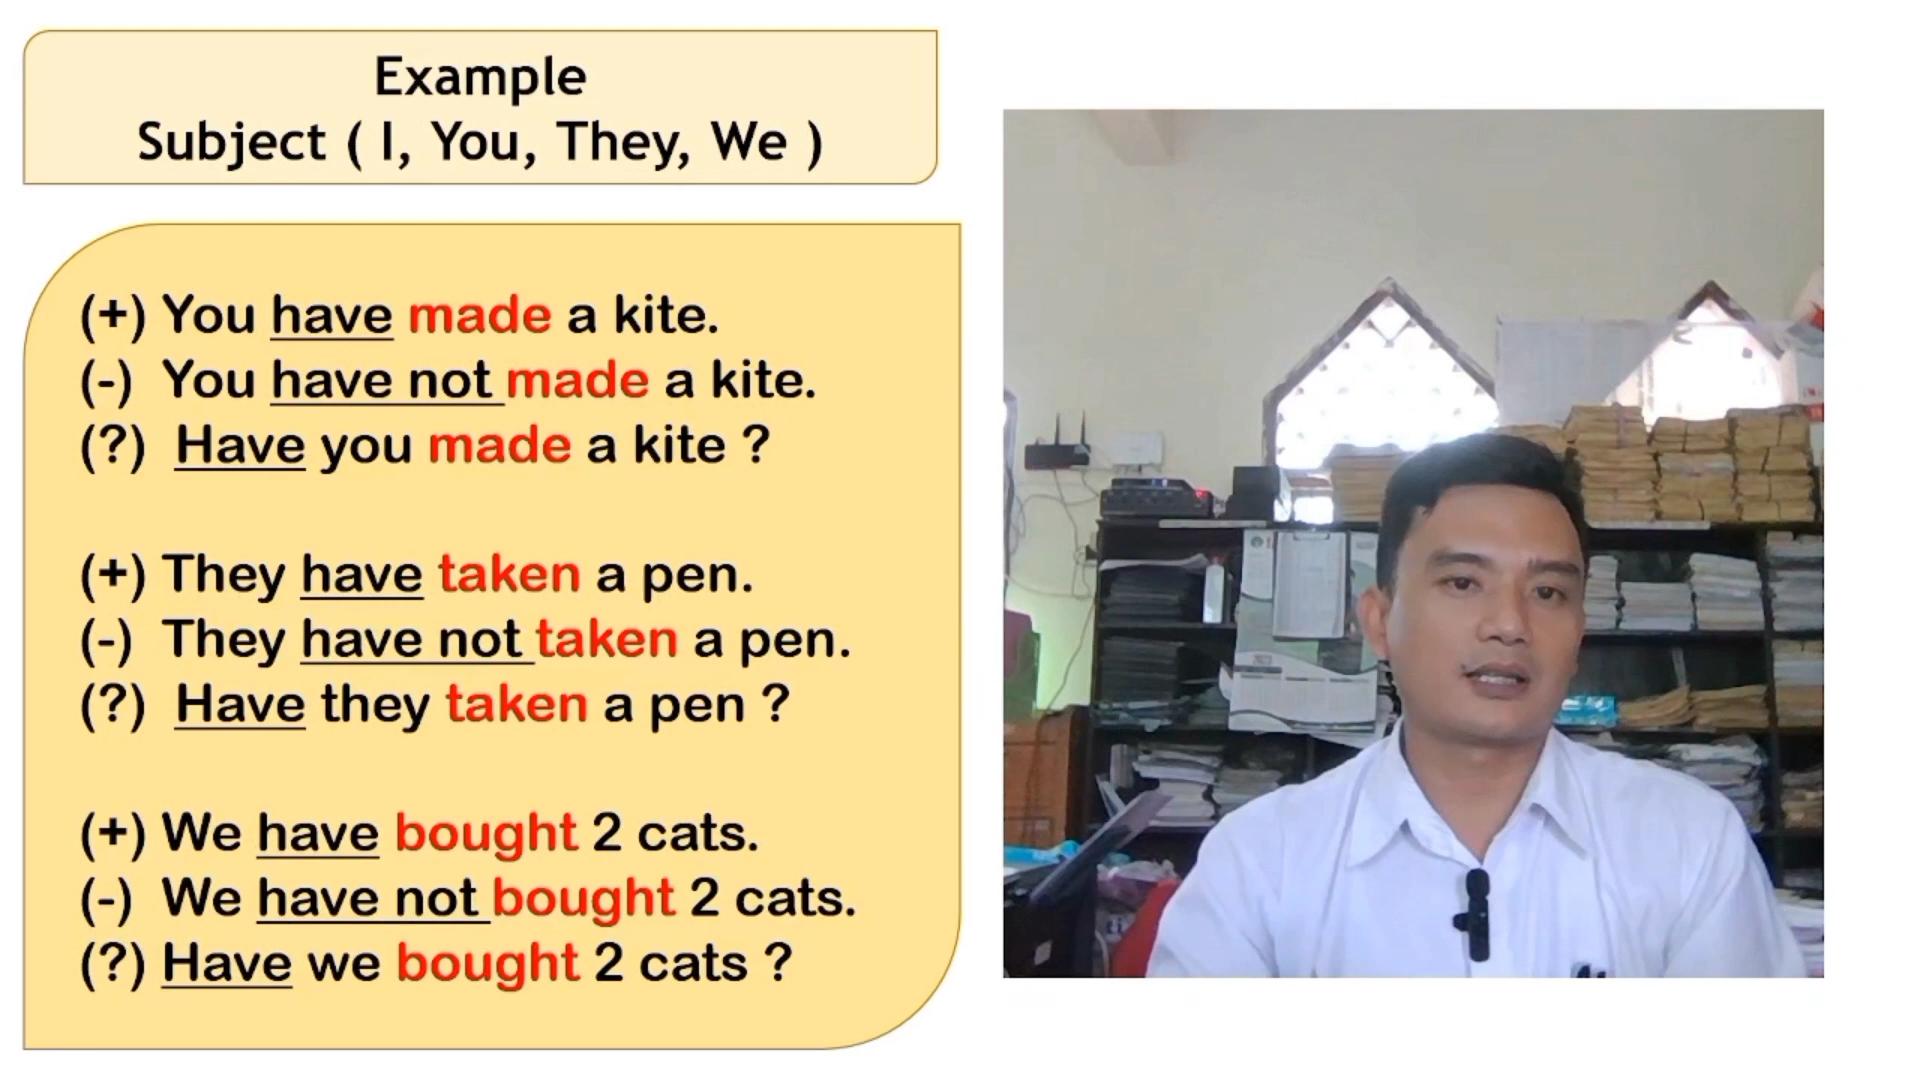 Example
Subject ( I, You, They, We )
(+) You have made a kite.
(-) You have not made a kite.
(?) Have you made a kite ?
(+) They have taken a pen.
(-) They have not taken a pen.
(?) Have they taken a pen ?
(+) We have bought 2 cats.
(-) We have not bought 2 cats.
(?) Have we bought 2 cats ?